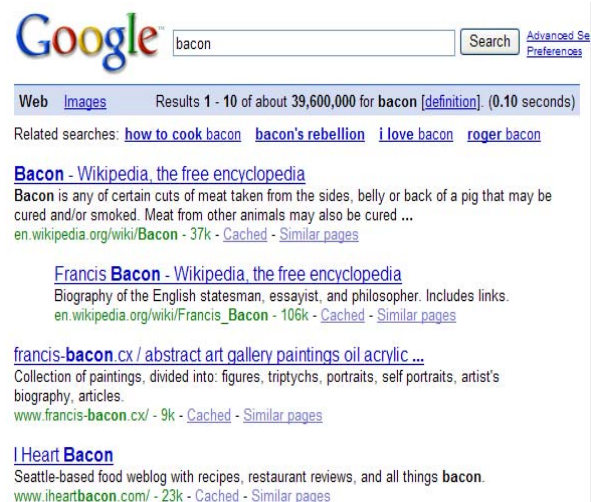 Google™ bacon Search Advanced Se
Preferences
Web Images Results 1 - 10 of about 39,600,000 for bacon [definition]. (0.10 seconds)
Related searches: how to cook bacon bacon's rebellion i love bacon roger bacon
Bacon - Wikipedia, the free encyclopedia
Bacon is any of certain cuts of meat taken from the sides, belly or back of a pig that may be
cured and/or smoked. Meat from other animals may also be cured ...
en.wikipedia.org/wiki/Bacon - 37k - Cached - Similar pages
Francis Bacon - Wikipedia, the free encyclopedia
Biography of the English statesman, essayist, and philosopher. Includes links.
en.wikipedia.org/wiki/Francis_Bacon - 106k - Cached - Similar pages
francis-bacon.cx / abstract art gallery paintings oil acrylic ...
Collection of paintings, divided into: figures, triptychs, portraits, self portraits, artist's
biography, articles.
www.francis-bacon.cx/ - 9k - Cached - Similar pages
I Heart Bacon
Seattle-based food weblog with recipes, restaurant reviews, and all things bacon.
www.iheartbacon.com/ - 23k - Cached - Similar pages